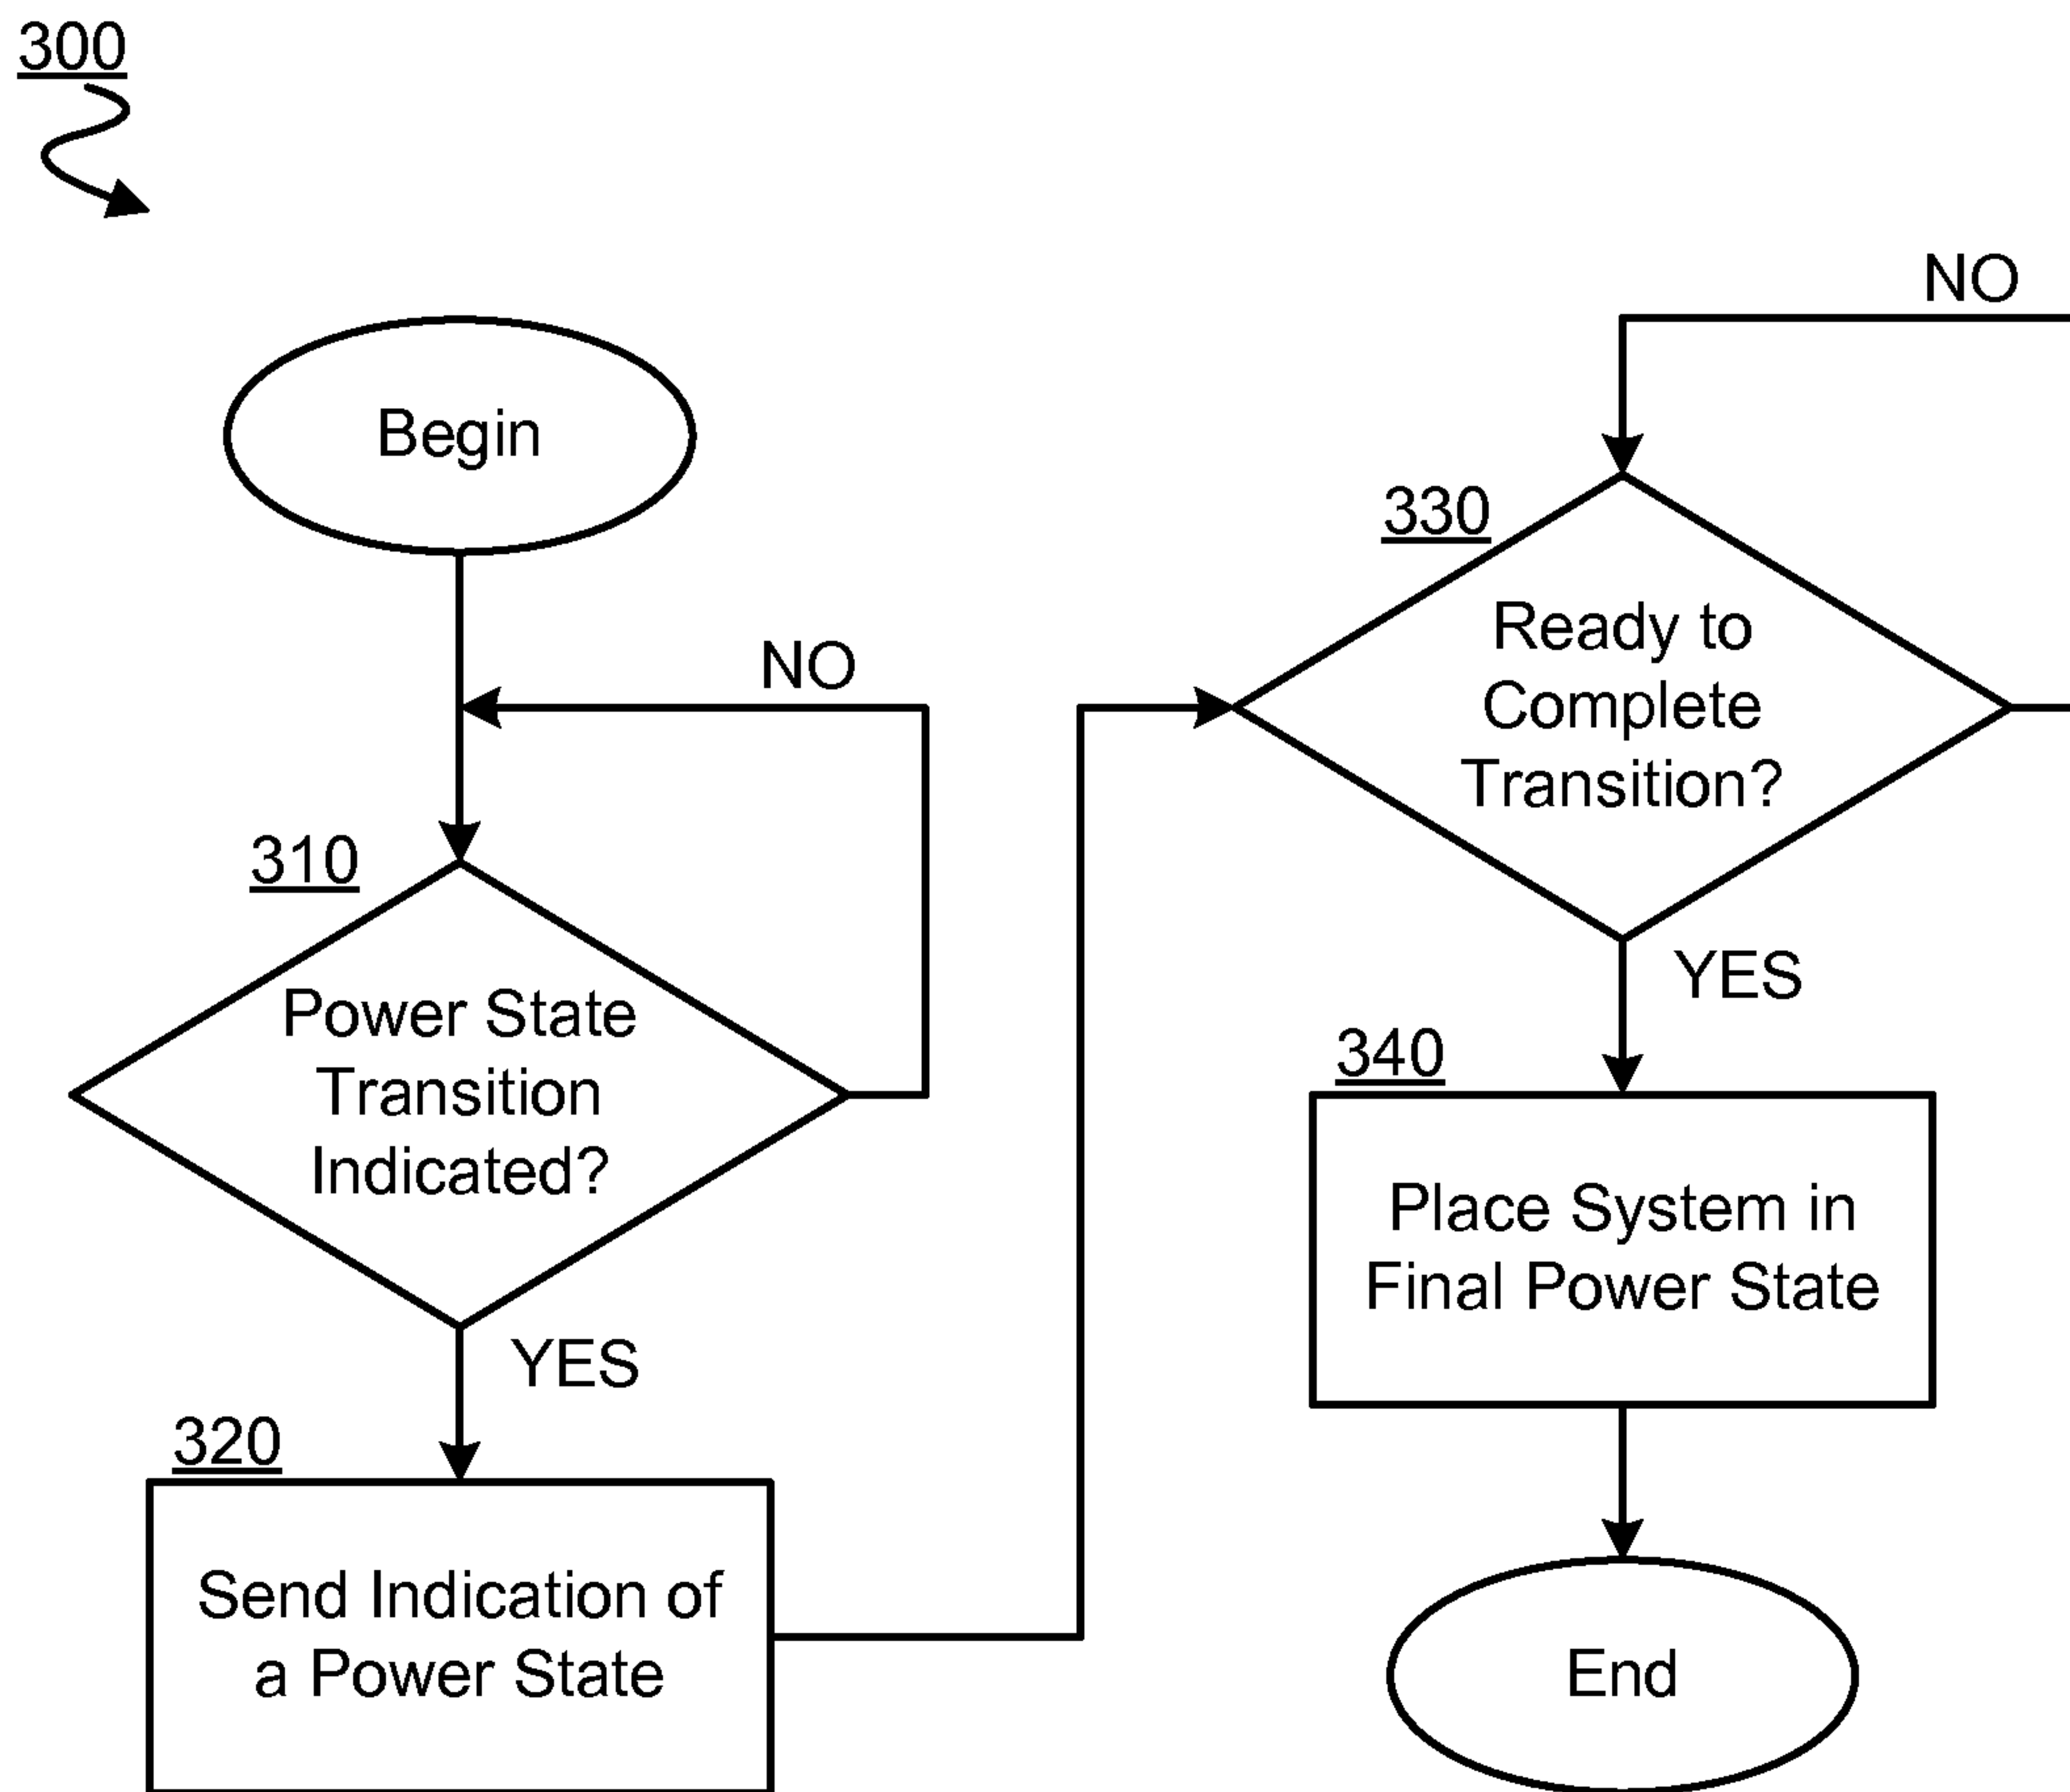 300
Begin
NO
310
Power State
Transition
Indicated?
YES
320
Send Indication of
a Power State
NO
330
Ready to
Complete
Transition?
YES
340
Place System in
Final Power State
End